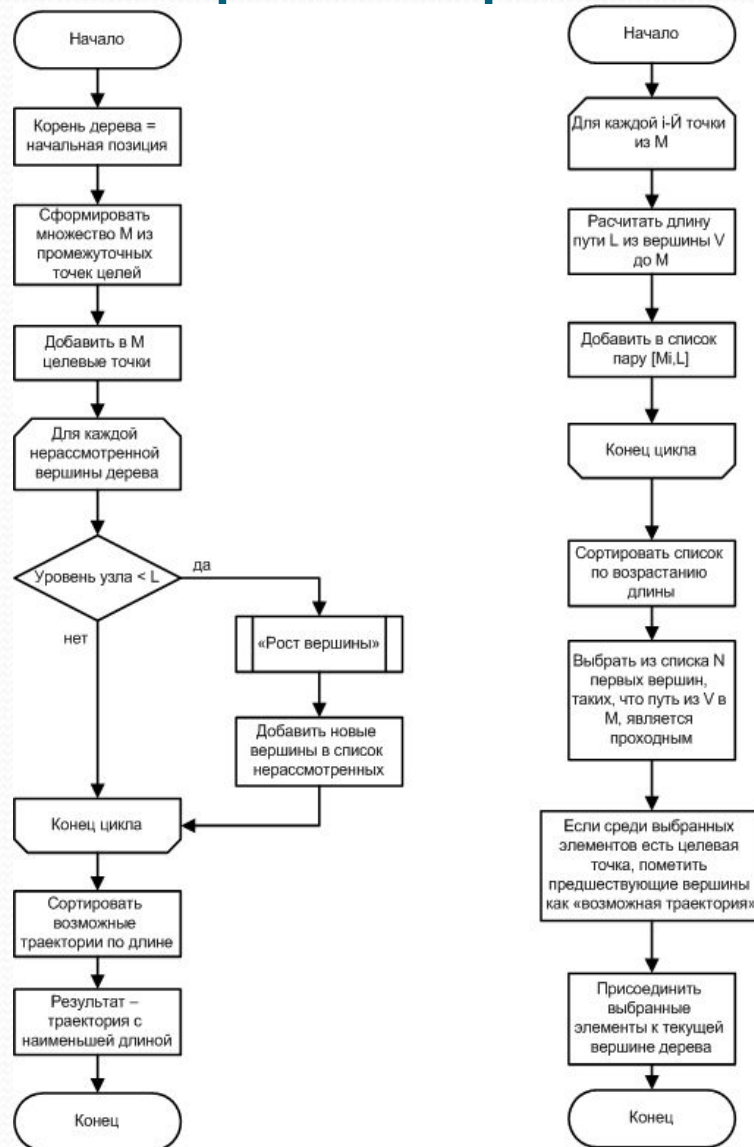 Начало
Корень дерева =
начальная позиция
Сформировать
множество М из
промежуточных
точек целей
Добавить в М
целевые точки
Для каждой
нерассмотренной
вершины дерева
Уровень узла < L
да
нет
«Рост вершины»
Добавить новые
вершины в список
нерассмотренных
Конец цикла
Сортировать
возможные
траектории по длине
Результат –
траектория с
наименьшей длиной
Конец
Начало
Для каждой i-Й точки
из М
Расчитать длину
пути L из вершины V
до М
Добавить в список
пару [Mi,L]
Конец цикла
Сортировать список
по возрастанию
длины
Выбрать из списка N
первых вершин,
таких, что путь из V в
М, является
проходным
Если среди выбранных
элементов есть целевая
точка, пометить
предшествующие вершины
как «возможная траектория»
Присоединить
выбранные
элементы к текущей
вершине дерева
Конец